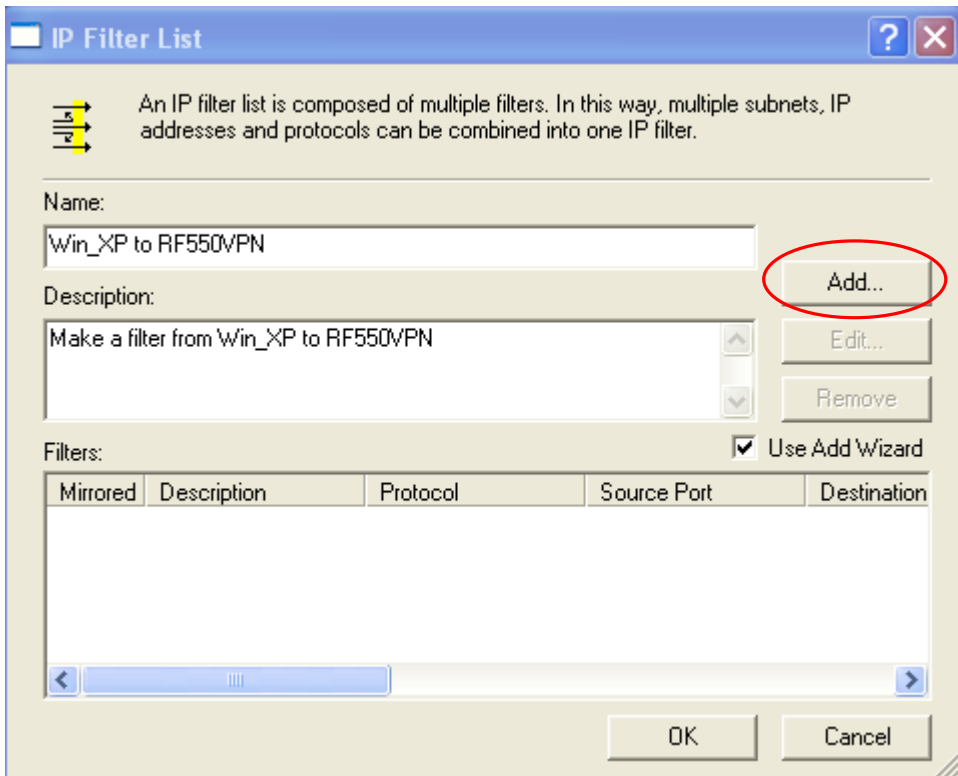 IP Filter List
An IP filter list is composed of multiple filters. In this way, multiple subnets, IP
addresses and protocols can be combined into one IP filter.
Name:
Win_XP to RF550VPN
Add...
Description:
Make a filter from Win_XP to RF550VPN
Edit...
Remove
Filters:
Use Add Wizard
Mirrored Description Protocol Source Port Destination
OK Cancel